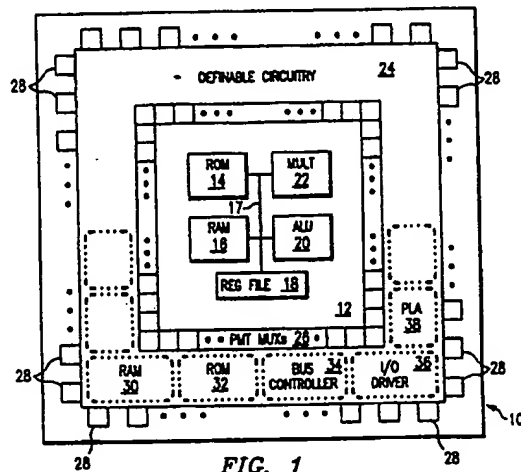 28
28
DEFINABLE CIRCUITRY
24
ROM
14
MULT
22
17
RAM
16
ALU
20
REG FILE 18
12
PMT MUXs 26
PLA
38
28
28
RAM
30
ROM
32
BUS
CONTROLLER
34
I/O
DRIVER
36
10
28
28
FIG. 1